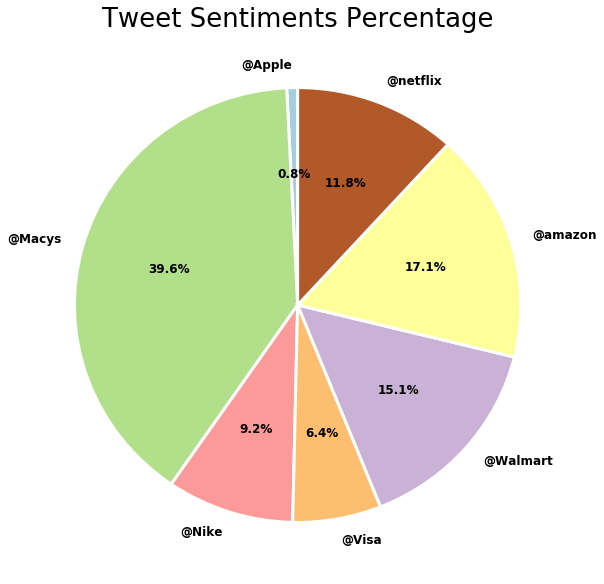 Tweet Sentiments Percentage
@Apple
@netflix
0.8%
11.8%
@Macys
@amazon
39.6%
17.1%
15.1%
9.2%
6.4%
@Walmart
@Nike
@Visa